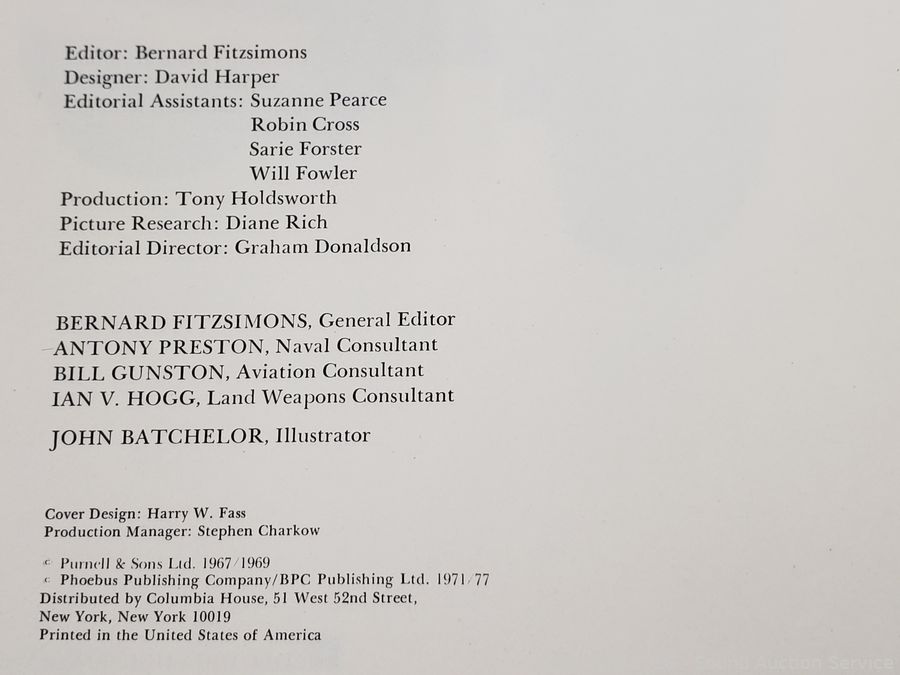 Editor: Bernard Fitzsimons
Designer: David Harper
Editorial Assistants: Suzanne Pearce
Robin Cross
Sarie Forster
Will Fowler
Production: Tony Holdsworth
Picture Research: Diane Rich
Editorial Director: Graham Donaldson
BERNARD FITZSIMONS, General Editor
ANTONY PRESTON, Naval Consultant
BILL GUNSTON, Aviation Consultant
IAN V. HOGG, Land Weapons Consultant
JOHN BATCHELOR, Illustrator
Cover Design: Harry W. Fass
Production Manager: Stephen Charkow
© Purnell & Sons Ltd. 1967/1969
© Phoebus Publishing Company/BPC Publishing Ltd. 1971/77
Distributed by Columbia House, 51 West 52nd Street,
New York, New York 10019
Printed in the United States of America
Sound Auction Service